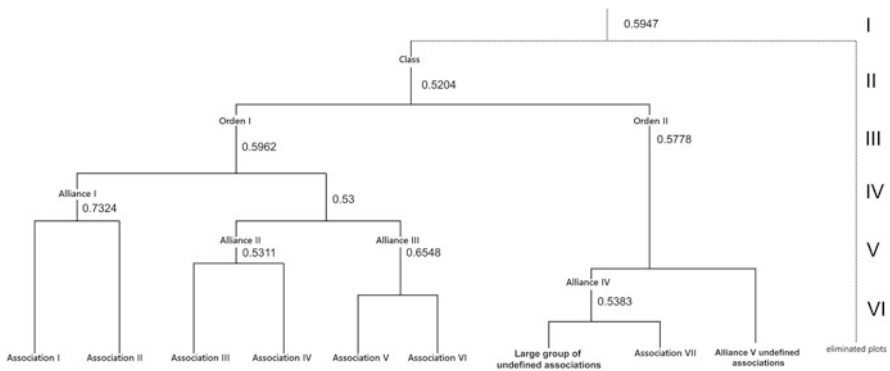 0.5947
I
Class
0.5204
II
Orden I
Orden II
0.5962
0.5778
III
Alliance I
0.7324
0.53
IV
Alliance II
Alliance III
0.5311
0.6548
V
Alliance IV
0.5383
VI
Association I
Association II
Association III
Association IV
Association V
Association VI
Large group of
undefined associations
Association VII
Alliance V undefined
associations
eliminated plots